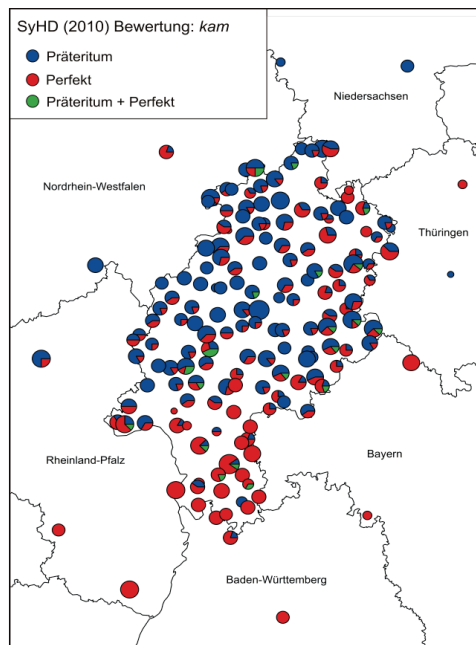 SyHD (2010) Bewertung: kam
Präteritum
Perfekt
Präteritum + Perfekt
Niedersachsen
Nordrhein-Westfalen
Thüringen
Rheinland-Pfalz
Bayern
Baden-Württemberg